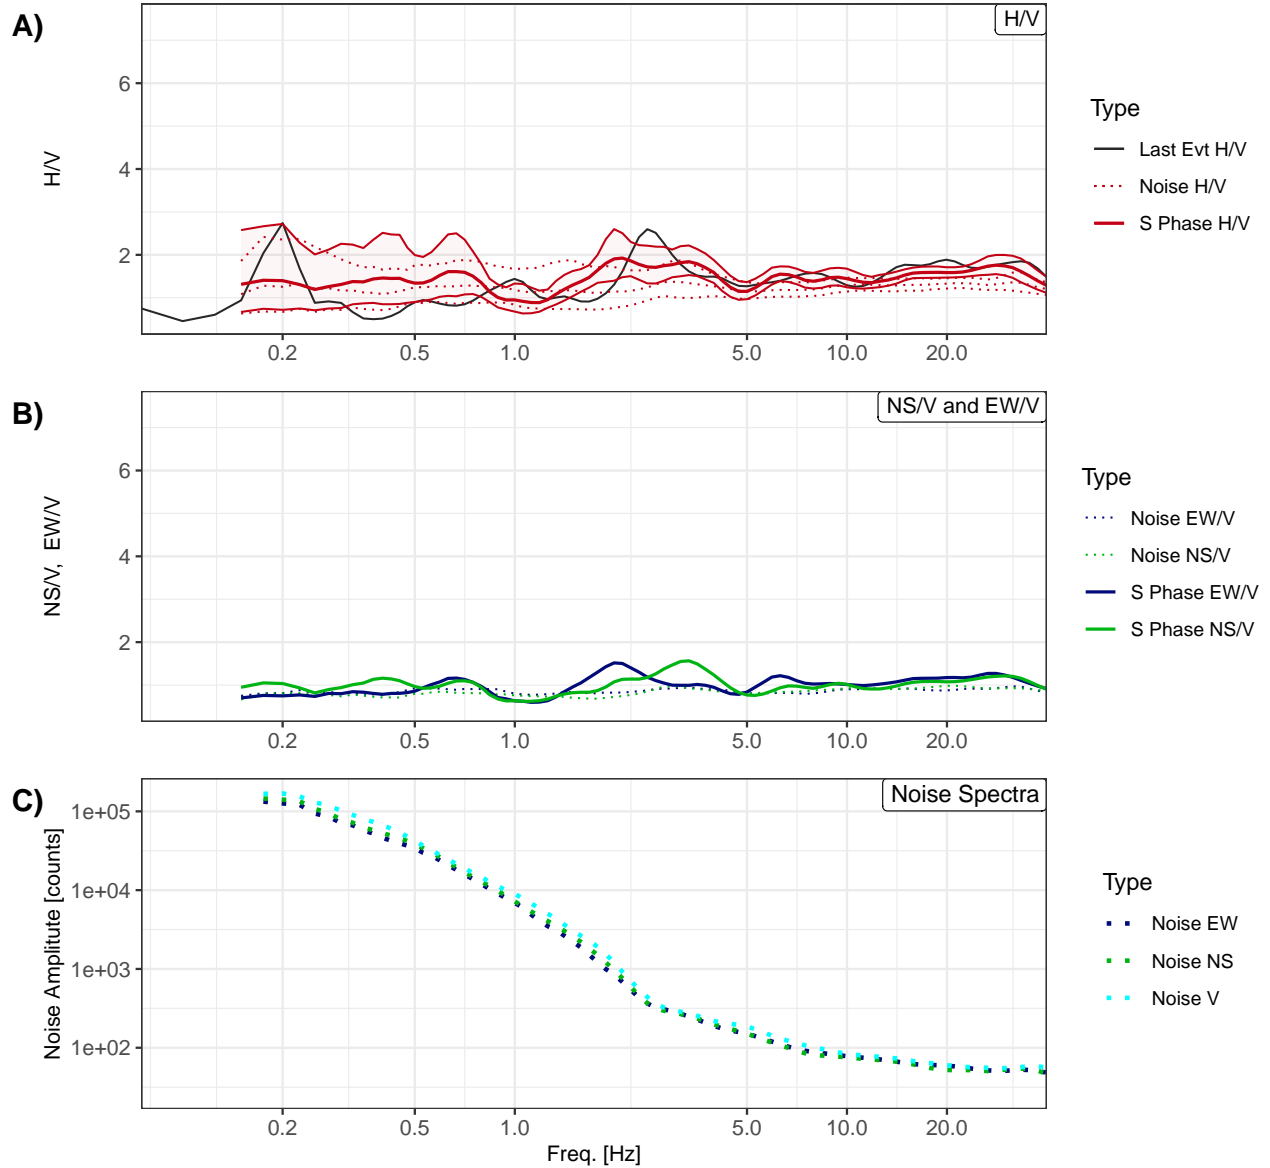 A)
H/V
6
4
2
H/V
0.2 0.5 1.0 5.0 10.0 20.0
Type
Last Evt H/V
Noise H/V
S Phase H/V
B)
NS/V and EW/V
6
4
2
NS/V, EW/V
0.2 0.5 1.0 5.0 10.0 20.0
Type
Noise EW/V
Noise NS/V
S Phase EW/V
S Phase NS/V
C)
Noise Spectra
1e+05
1e+04
1e+03
1e+02
Noise Amplitute [counts]
0.2 0.5 1.0 5.0 10.0 20.0
Freq. [Hz]
Type
Noise EW
Noise NS
Noise V